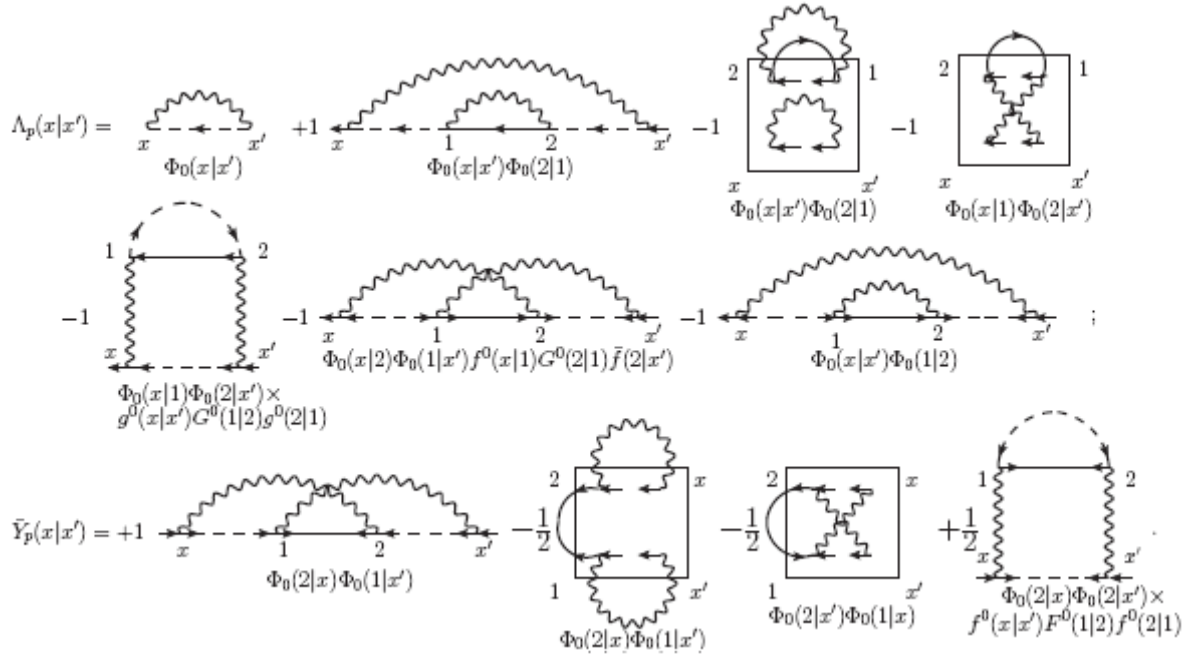 2 1 2 1
Λ_p(x|x′) = x x′ +1 x 1 2 x′ −1 −1
Φ₀(x|x′) Φ₀(x|x′)Φ₀(2|1)
x x′ x x′
Φ₀(x|x′)Φ₀(2|1) Φ₀(x|1)Φ₀(2|x′)
1 2
−1 x x′ −1 x 1 2 x′ −1 x 1 2 x′ ;
Φ₀(x|2)Φ₀(1|x′)f⁰(x|1)G⁰(2|1)f̄(2|x′) Φ₀(x|x′)Φ₀(1|2)
Φ₀(x|1)Φ₀(2|x′)×
g⁰(x|x′)G⁰(1|2)g⁰(2|1)
2 x 2 x 1 2
Ȳ_p(x|x′) = +1 x 1 2 x′ −1/2 −1/2 +1/2 x x′ .
Φ₀(2|x)Φ₀(1|x′)
1 x′ 1 x′
Φ₀(2|x)Φ₀(1|x′) Φ₀(2|x′)Φ₀(1|x)
Φ₀(2|x)Φ₀(2|x′)×
f⁰(x|x′)F⁰(1|2)f⁰(2|1)